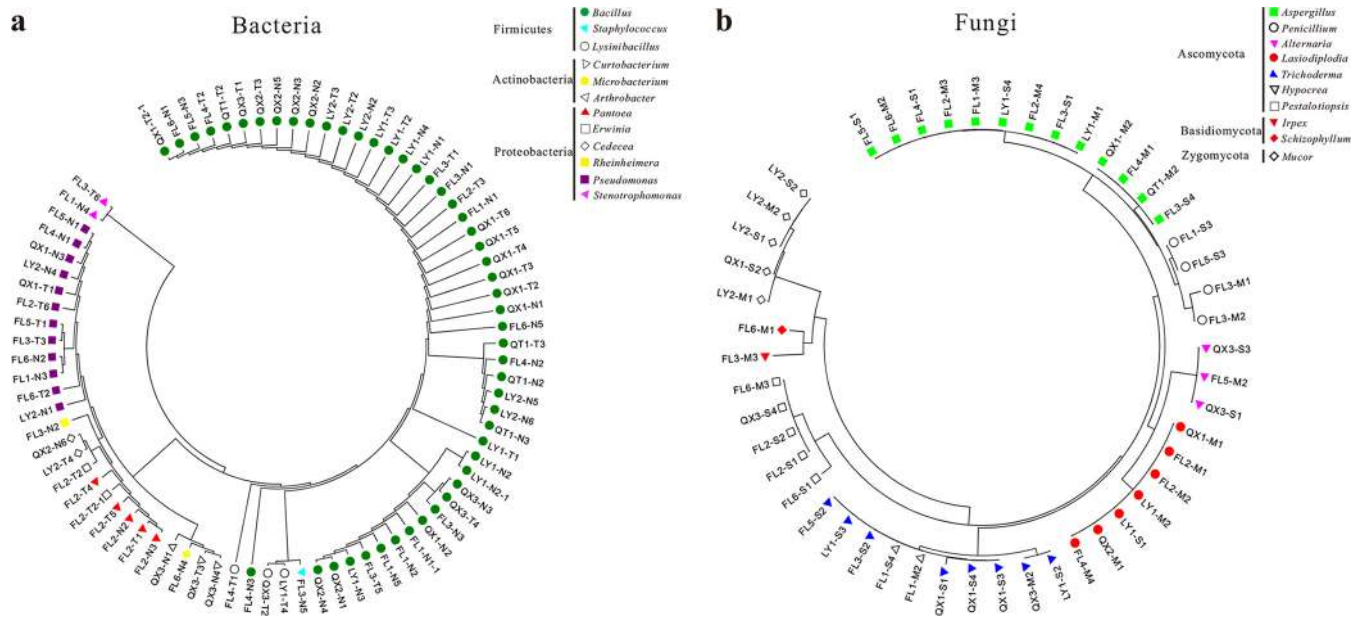 a
Bacteria
Firmicutes
Bacillus
Staphylococcus
Lysinibacillus
Actinobacteria
Curtobacterium
Microbacterium
Arthrobacter
Proteobacteria
Pantoea
Erwinia
Cedecea
Rheinheimera
Pseudomonas
Stenotrophomonas
QX1-T2-1
FL6-N1
FL5-N3
FL4-T2
QT1-T2
QX3-T1
QX2-T3
QX2-N5
QX2-N3
QX2-N2
LY2-T3
LY2-T2
LY2-N2
LY1-T3
LY1-T2
LY1-N4
LY1-N1
FL3-T1
FL3-N1
FL2-T3
FL1-N1
QX1-T6
QX1-T5
QX1-T4
QX1-T3
QX1-T2
QX1-N1
FL6-N5
QT1-T3
FL4-N2
QT1-N2
LY2-N5
LY2-N6
QT1-N3
LY1-T1
LY1-N2
LY1-N2-1
QX3-N3
QX3-T4
FL3-N3
QX1-N2
FL1-N1-1
FL1-N2
FL1-N5
FL3-T5
LY1-N3
QX2-N1
QX2-N4
FL3-N5
LY1-T4
QX3-T2
FL4-N3
FL4-T1
QX3-N4
QX3-T3
FL6-N4
QX3-N1
FL2-N3
FL2-T1
FL2-N2
FL2-T5
FL2-T2-1
FL2-T4
FL2-T2
LY2-T4
QX2-N6
FL3-N2
LY2-N1
FL6-T2
FL1-N3
FL6-N2
FL3-T3
FL5-T1
FL2-T6
QX1-T1
LY2-N4
QX1-N3
FL4-N1
FL5-N1
FL1-N4
FL3-T6
b
Fungi
Ascomycota
Aspergillus
Penicillium
Alternaria
Lasiodiplodia
Trichoderma
Hypocrea
Pestalotiopsis
Basidiomycota
Irpex
Schizophyllum
Zygomycota
Mucor
FL5-S1
FL6-M2
FL4-S1
FL2-M3
FL1-M3
LY1-S4
FL2-M4
FL3-S1
LY1-M1
QX1-M2
FL4-M1
QT1-M2
FL3-S4
FL1-S3
FL5-S3
FL3-M1
FL3-M2
QX3-S3
FL5-M2
QX3-S1
QX1-M1
FL2-M1
FL2-M2
LY1-M2
LY1-S1
QX2-M1
FL4-M4
LY1-S2
QX3-M2
QX1-S3
QX1-S4
QX1-S1
FL1-M2
FL1-S4
FL3-S2
LY1-S3
FL5-S2
FL6-S1
FL2-S1
FL2-S2
QX3-S4
FL6-M3
FL3-M3
FL6-M1
LY2-M1
QX1-S2
LY2-S1
LY2-M2
LY2-S2